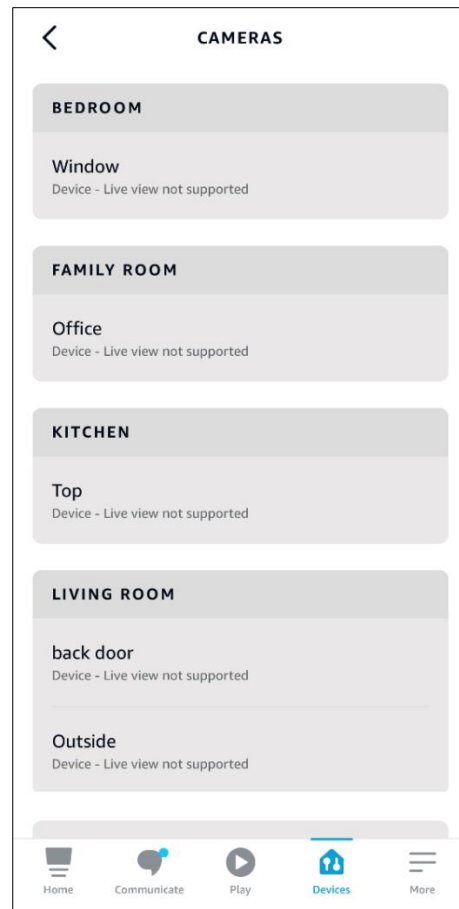 CAMERAS
BEDROOM
Window
Device - Live view not supported
FAMILY ROOM
Office
Device - Live view not supported
KITCHEN
Top
Device - Live view not supported
LIVING ROOM
back door
Device - Live view not supported
Outside
Device - Live view not supported
Home Communicate Play Devices More